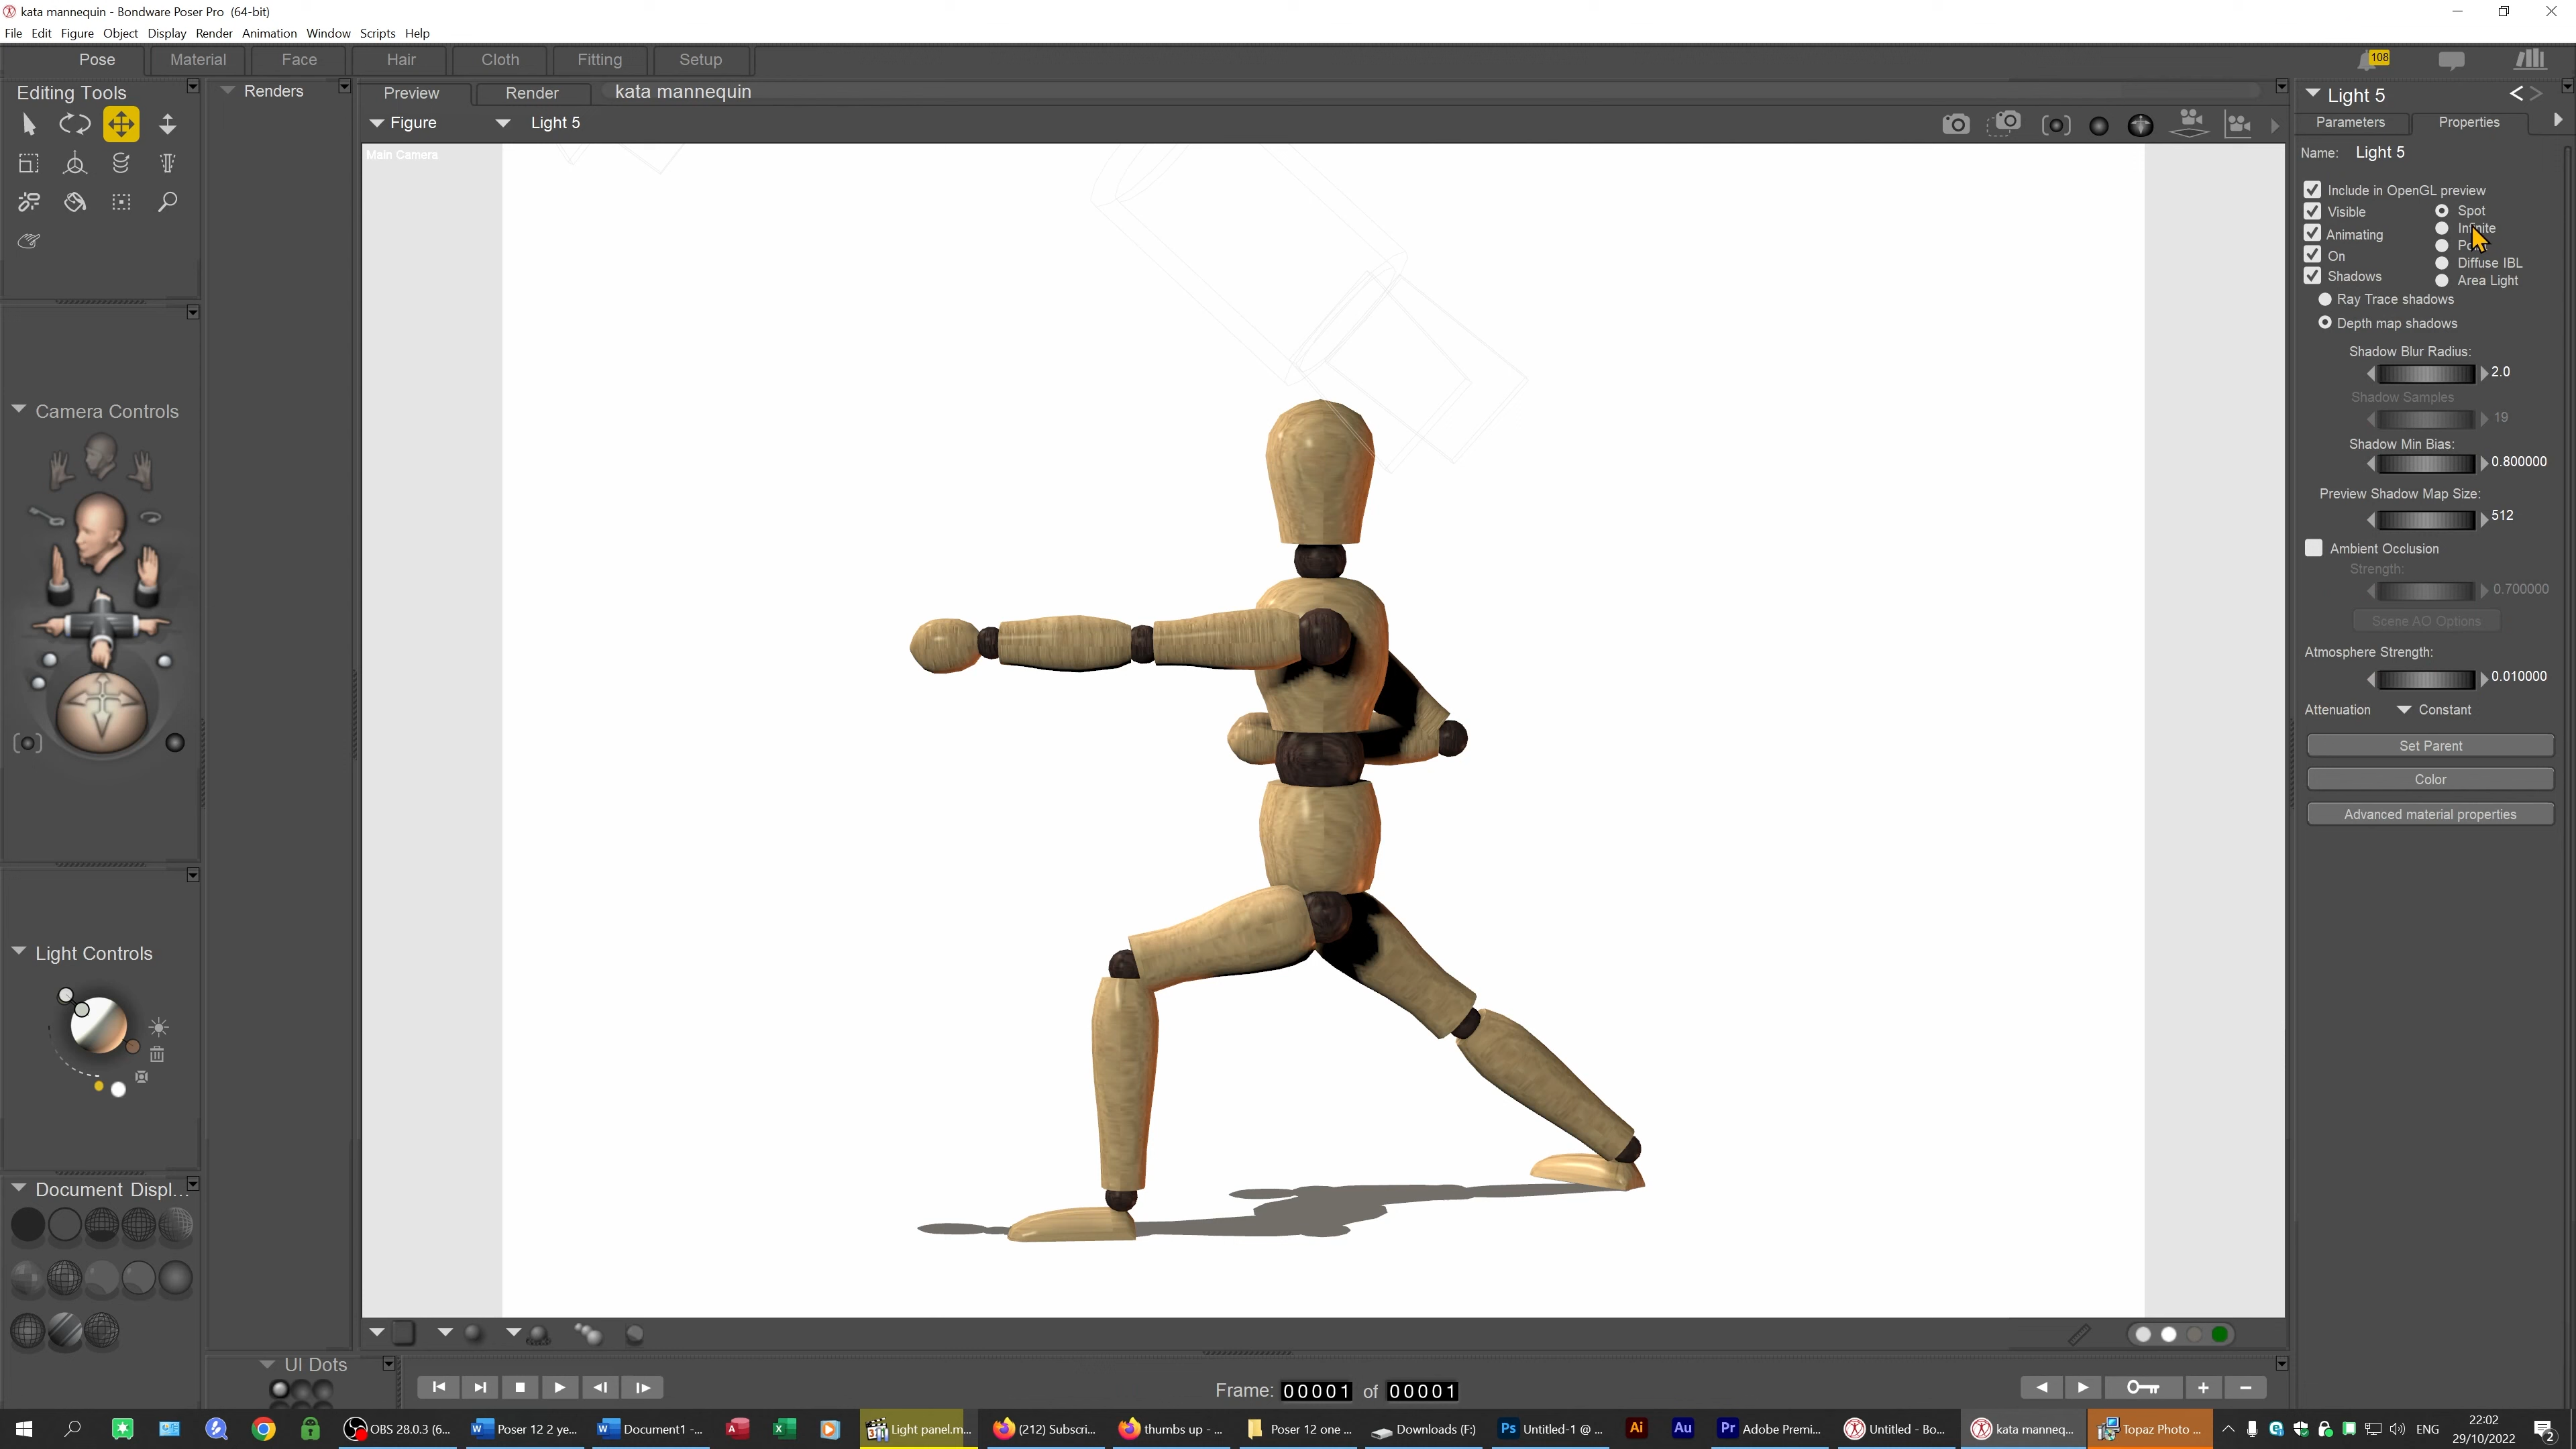 kata mannequin - Bondware Poser Pro (64-bit)
File Edit Figure Object Display Render Animation Window Scripts Help
Pose Material Face Hair Cloth Fitting Setup
108
Editing Tools
Renders
Preview Render kata mannequin
Figure Light 5
Main Camera
Light 5
Parameters Properties
Name: Light 5
Include in OpenGL preview
Visible
Spot
Animating
Infinite
On
Diffuse IBL
Shadows
Area Light
Ray Trace shadows
Depth map shadows
Shadow Blur Radius:
2.0
Shadow Samples
19
Shadow Min Bias:
0.800000
Preview Shadow Map Size:
512
Ambient Occlusion
Strength:
0.700000
Scene AO Options
Atmosphere Strength:
0.010000
Attenuation Constant
Set Parent
Color
Advanced material properties
Camera Controls
Light Controls
Document Displ...
UI Dots
Frame: 00001 of 00001
OBS 28.0.3 (6...
Poser 12 2 ye...
Document1 -...
Light panel.m...
(212) Subscri...
thumbs up - ...
Poser 12 one ...
Downloads (F:)
Ps Untitled-1 @ ...
Ai
Au
Pr Adobe Premi...
Untitled - Bo...
kata manneq...
Topaz Photo ...
ENG
22:02
29/10/2022
2